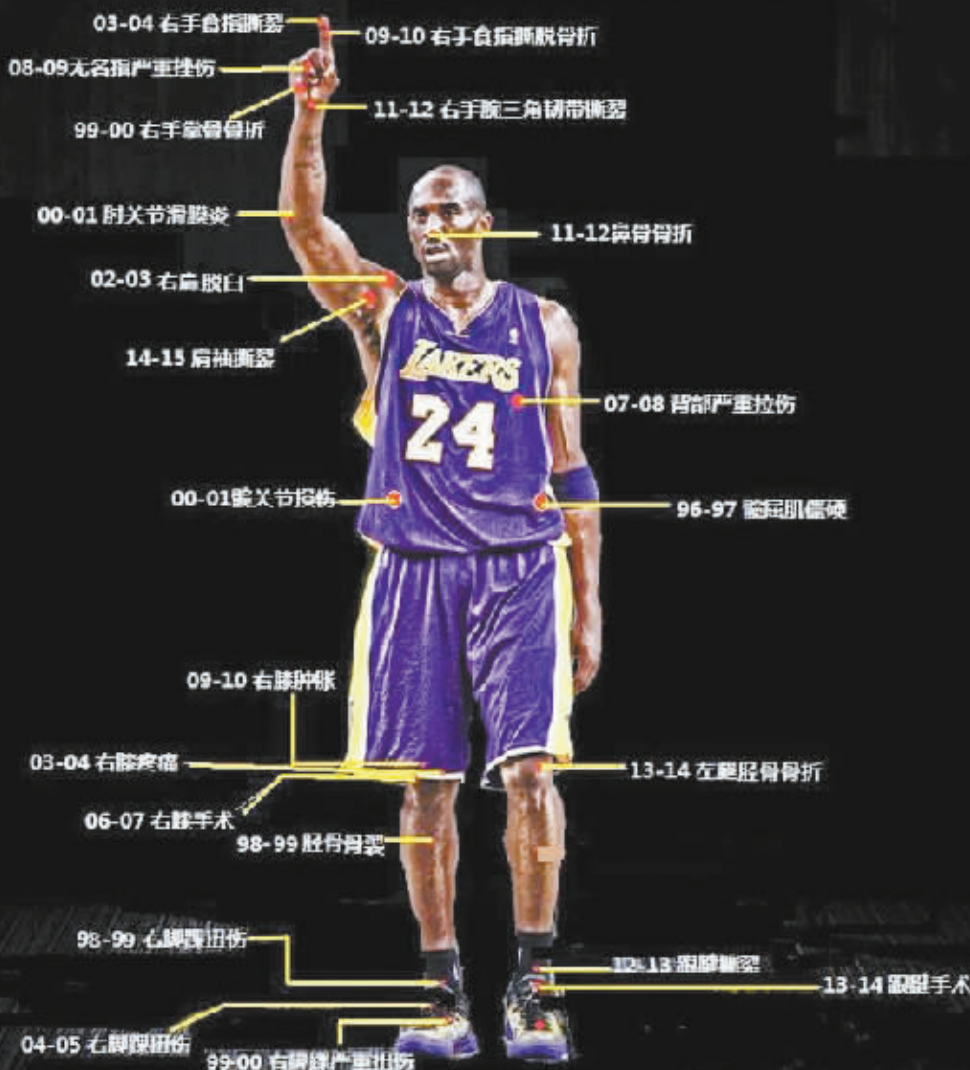 03-04 右手食指撕裂
09-10 右手食指撕脱骨折
08-09无名指严重挫伤
11-12 右手腕三角韧带撕裂
99-00 右手掌骨骨折
00-01 肘关节滑膜炎
11-12鼻骨骨折
02-03 右肩脱臼
14-15 肩袖撕裂
LAKERS
07-08 背部严重拉伤
24
00-01髋关节损伤
96-97 髋屈肌僵硬
09-10 右膝肿胀
03-04 右膝疼痛
13-14 左腿胫骨骨折
06-07 右膝手术
98-99 胫骨骨裂
98-99 右脚踝扭伤
12-13 跟腱撕裂
13-14 跟腱手术
04-05 右脚踝扭伤
99-00 右脚踝严重扭伤